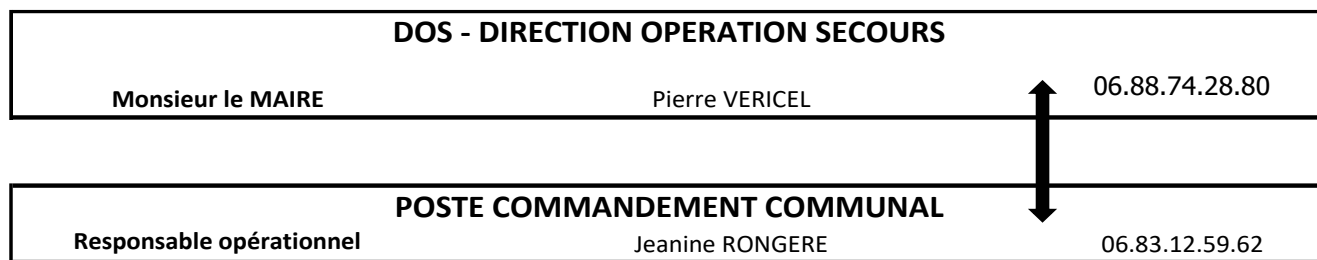 DOS - DIRECTION OPERATION SECOURS
Monsieur le MAIRE Pierre VERICEL 06.88.74.28.80
POSTE COMMANDEMENT COMMUNAL
Responsable opérationnel Jeanine RONGERE 06.83.12.59.62